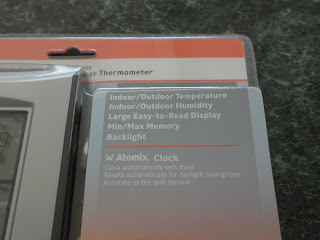 Thermometer
Indoor/Outdoor Temperature
Indoor/Outdoor Humidity
Large Easy-to-Read Display
Min/Max Memory
Backlight
Atomix Clock
Clock automatically sets itself
Resets automatically for daylight saving time
Accurate to the split second.